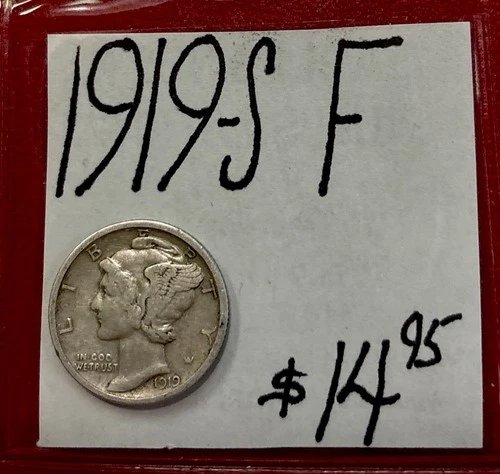 1919-S F
LIBERTY
IN GOD
WE TRUST
1919
$14.95